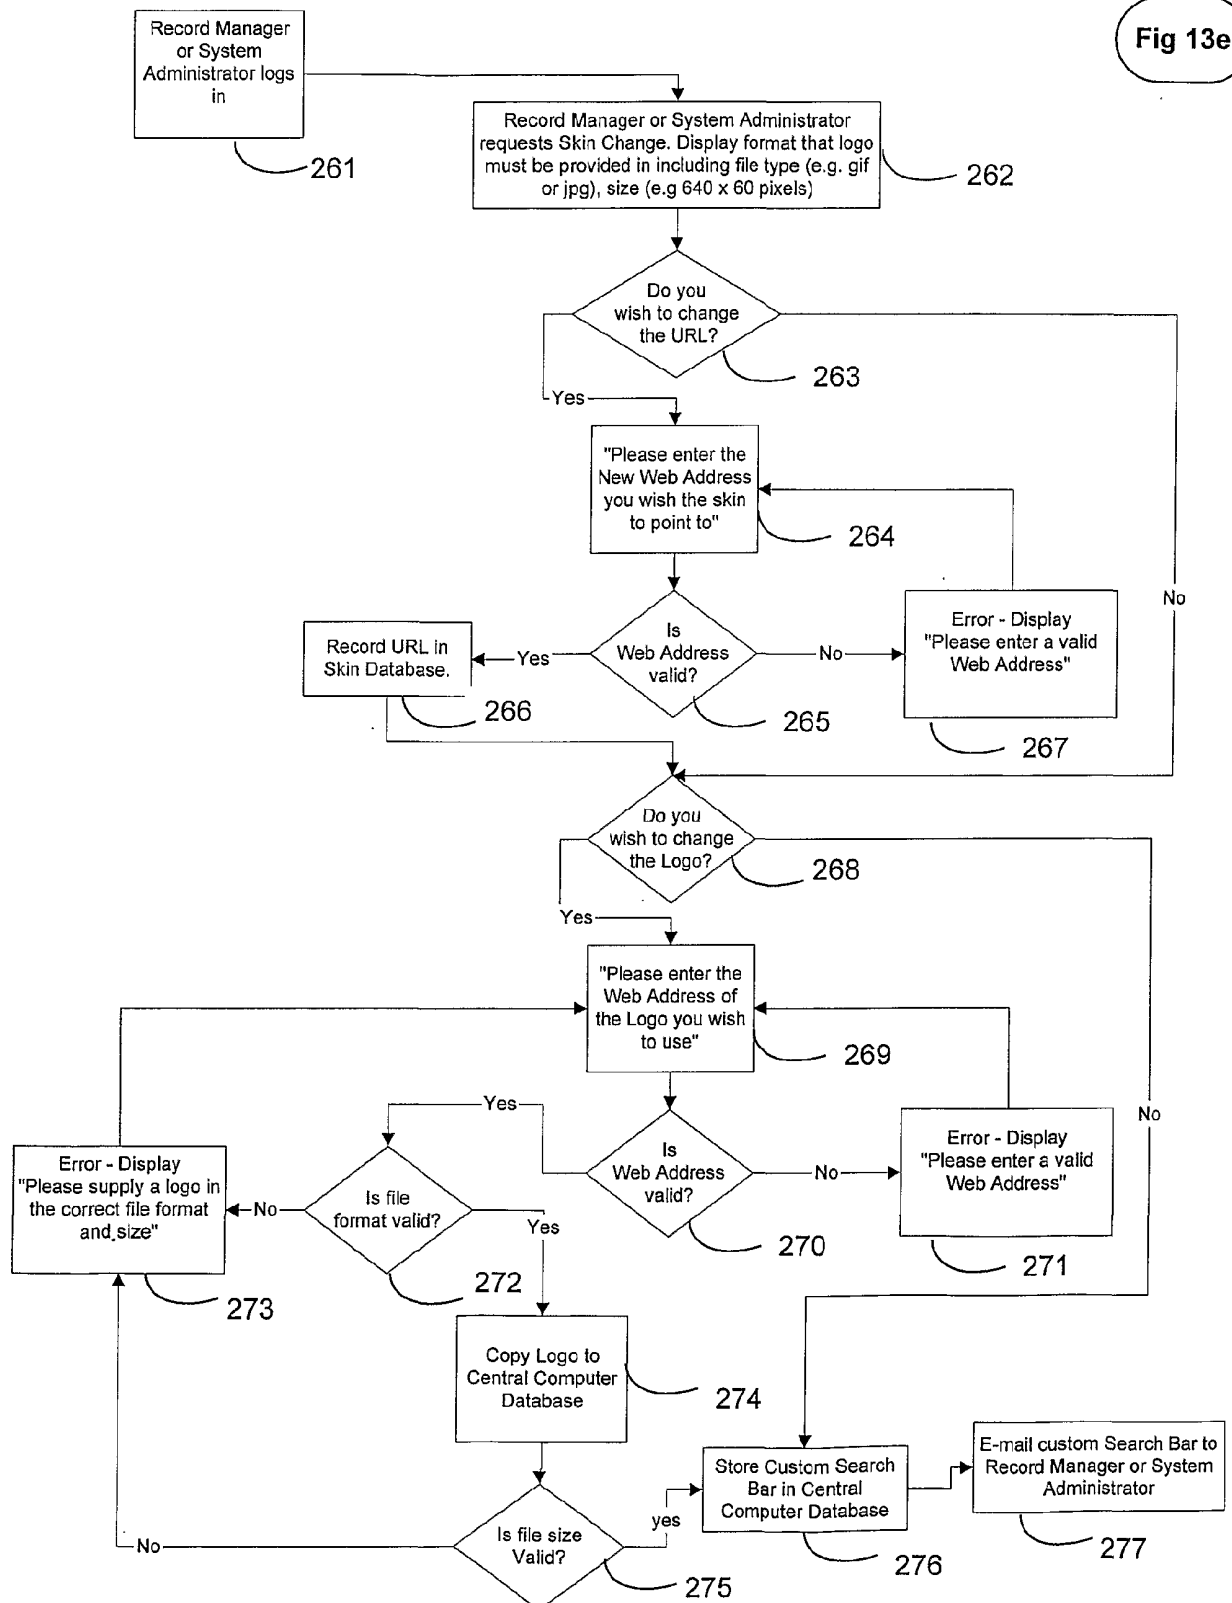 Fig 13e
Record Manager
or System
Administrator logs
in
261
Record Manager or System Administrator
requests Skin Change. Display format that logo
must be provided in including file type (e.g. gif
or jpg), size (e.g 640 x 60 pixels)
262
Do you
wish to change
the URL?
263
Yes
No
"Please enter the
New Web Address
you wish the skin
to point to"
264
Is
Web Address
valid?
265
Yes
No
Record URL in
Skin Database.
266
Error - Display
"Please enter a valid
Web Address"
267
Do you
wish to change
the Logo?
268
Yes
No
"Please enter the
Web Address of
the Logo you wish
to use"
269
Is
Web Address
valid?
270
Yes
No
Error - Display
"Please enter a valid
Web Address"
271
Is file
format valid?
272
No
Yes
Error - Display
"Please supply a logo in
the correct file format
and size"
273
Copy Logo to
Central Computer
Database
274
Is file size
Valid?
275
No
yes
Store Custom Search
Bar in Central
Computer Database
276
E-mail custom Search Bar to
Record Manager or System
Administrator
277